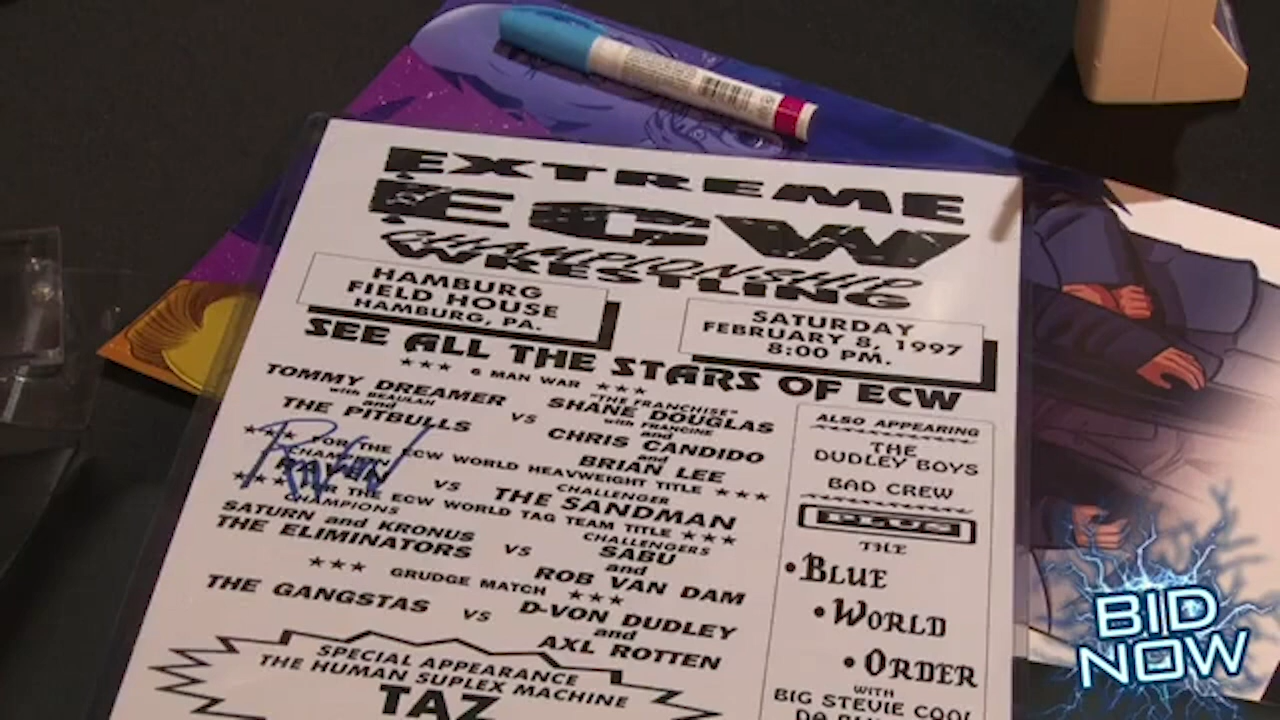 EXTREME
ECW
CHAMPIONSHIP
WRESTLING
HAMBURG
FIELD HOUSE
HAMBURG, PA.
SATURDAY
FEBRUARY 8, 1997
8:00 PM.
SEE ALL THE STARS OF ECW
*** 6 MAN WAR ***
TOMMY DREAMER
with BEAULAH
and
THE PITBULLS
VS
"THE FRANCHISE"
SHANE DOUGLAS
with FRANCINE
and
CHRIS CANDIDO
and
BRIAN LEE
*** FOR THE ECW WORLD HEAVYWEIGHT TITLE ***
CHAMPION
RAVEN
VS
CHALLENGER
THE SANDMAN
*** FOR THE ECW WORLD TAG TEAM TITLE ***
CHAMPIONS
SATURN and KRONUS
THE ELIMINATORS
VS
CHALLENGERS
SABU
and
ROB VAN DAM
*** GRUDGE MATCH ***
THE GANGSTAS
VS
D-VON DUDLEY
and
AXL ROTTEN
SPECIAL APPEARANCE
THE HUMAN SUPLEX MACHINE
TAZ
ALSO APPEARING
THE
DUDLEY BOYS
BAD CREW
PLUS
THE
•BLUE
•WORLD
•ORDER
WITH
BIG STEVIE COOL
BID
NOW